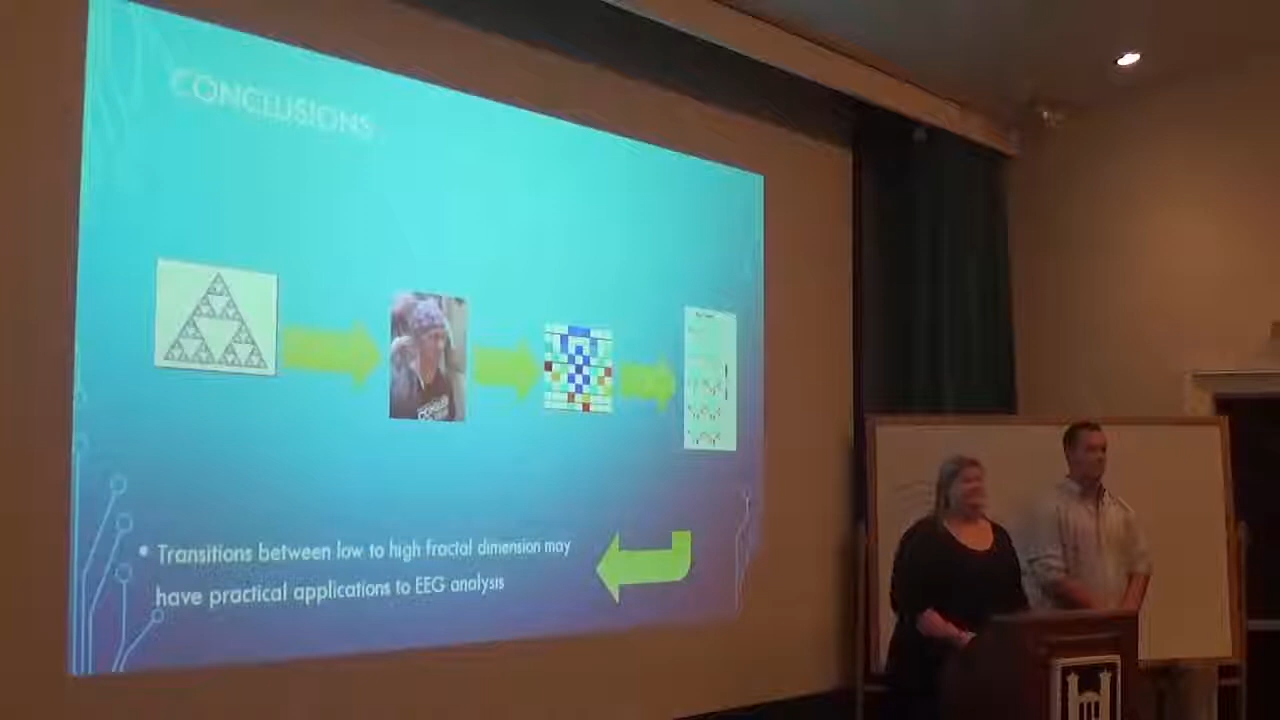 CONCLUSIONS
• Transitions between low to high fractal dimension may
have practical applications to EEG analysis